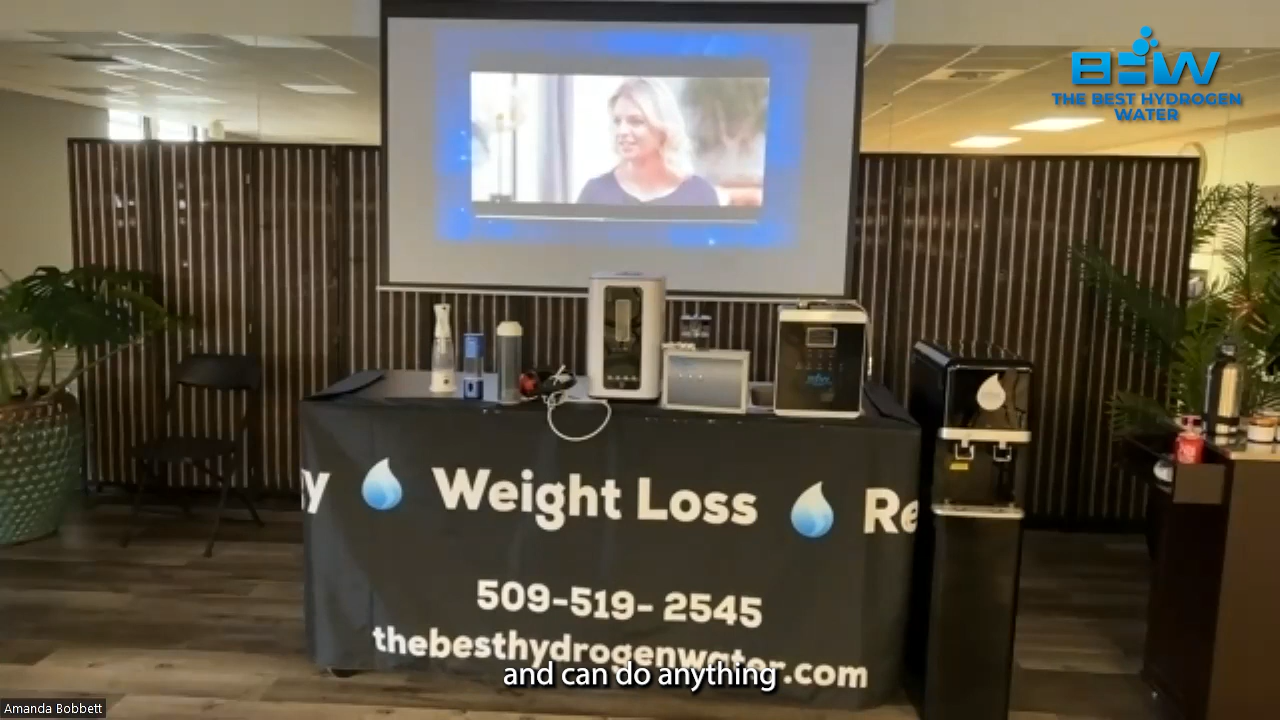 BHW
THE BEST HYDROGEN
WATER
y Weight Loss Re
509-519- 2545
thebesthydrogenwater.com
and can do anything
Amanda Bobbett